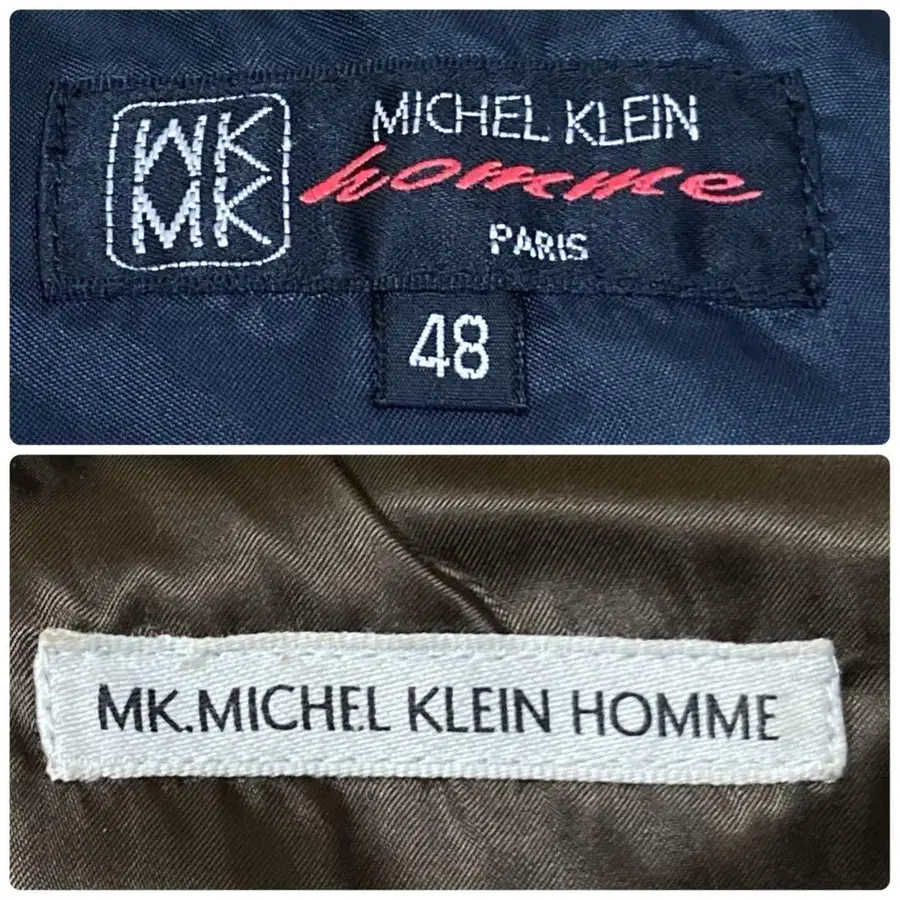 MK
MK
MICHEL KLEIN
homme
PARIS
48
MK.MICHEL KLEIN HOMME